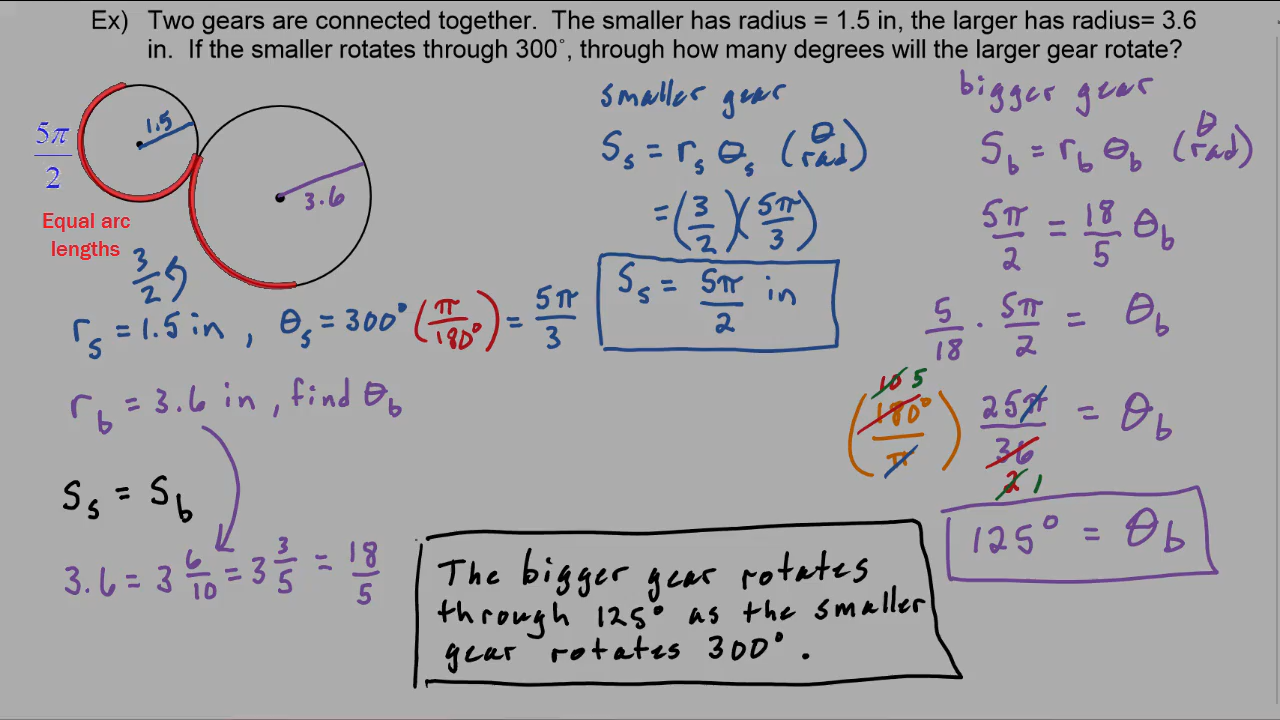 Ex) Two gears are connected together. The smaller has radius = 1.5 in, the larger has radius= 3.6
in. If the smaller rotates through 300°, through how many degrees will the larger gear rotate?
1.5
3.6
5π/2
Equal arc
lengths
3/2
r_s = 1.5 in , θ_s = 300° (π/180°) = 5π/3
r_b = 3.6 in , find θ_b
S_s = S_b
3.6 = 3 6/10 = 3 3/5 = 18/5
smaller gear
S_s = r_s θ_s (θ rad)
= (3/2)(5π/3)
S_s = 5π/2 in
bigger gear
S_b = r_b θ_b (θ rad)
5π/2 = 18/5 θ_b
5/18 · 5π/2 = θ_b
10 5
(180°/π) 25π/36 = θ_b
2 1
125° = θ_b
The bigger gear rotates
through 125° as the smaller
gear rotates 300°.